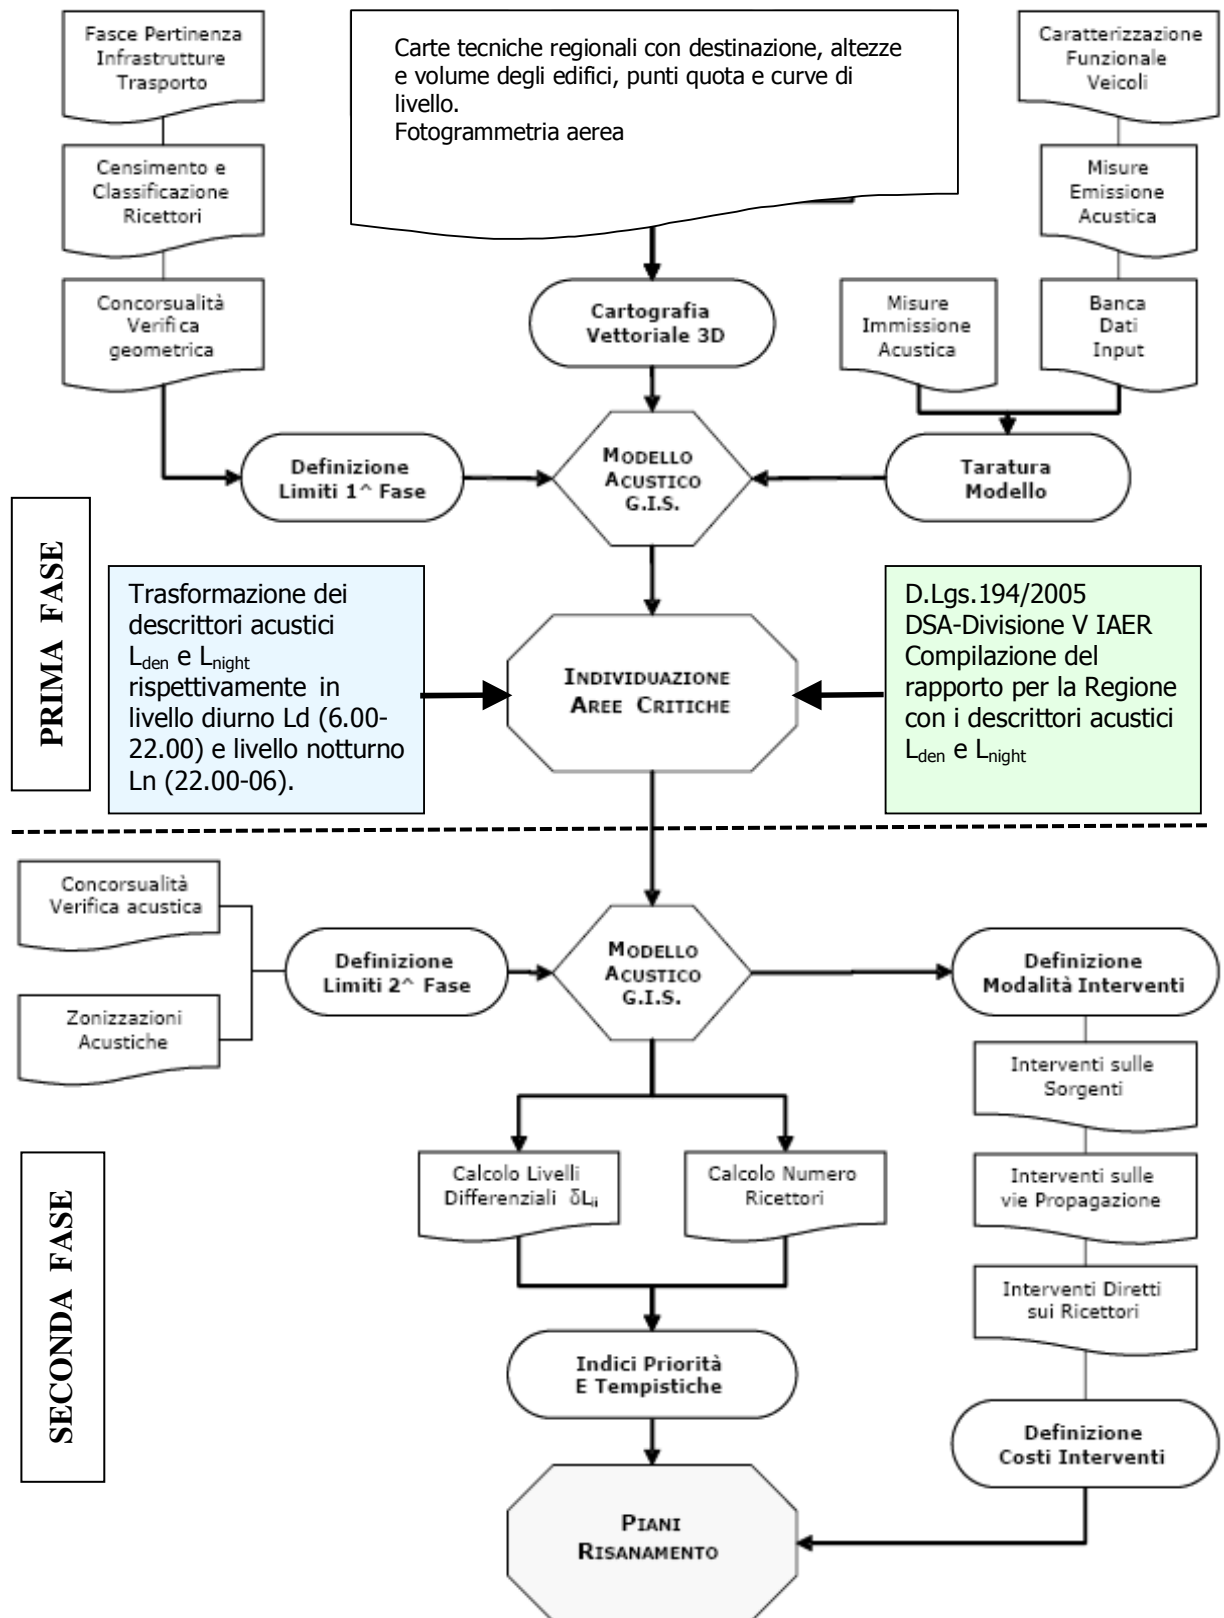 Fasce Pertinenza
Infrastrutture
Trasporto
Carte tecniche regionali con destinazione, altezze
e volume degli edifici, punti quota e curve di
livello.
Fotogrammetria aerea
Caratterizzazione
Funzionale
Veicoli
Censimento e
Classificazione
Ricettori
Misure
Emissione
Acustica
Concorsualità
Verifica
geometrica
Cartografia
Vettoriale 3D
Misure
Immissione
Acustica
Banca
Dati
Input
Definizione
Limiti 1^ Fase
MODELLO
ACUSTICO
G.I.S.
Taratura
Modello
PRIMA FASE
Trasformazione dei
descrittori acustici
Lden e Lnight
rispettivamente in
livello diurno Ld (6.00-
22.00) e livello notturno
Ln (22.00-06).
INDIVIDUAZIONE
AREE CRITICHE
D.Lgs.194/2005
DSA-Divisione V IAER
Compilazione del
rapporto per la Regione
con i descrittori acustici
Lden e Lnight
Concorsualità
Verifica acustica
Definizione
Limiti 2^ Fase
MODELLO
ACUSTICO
G.I.S.
Definizione
Modalità Interventi
Zonizzazioni
Acustiche
Interventi sulle
Sorgenti
SECONDA FASE
Calcolo Livelli
Differenziali δLii
Calcolo Numero
Ricettori
Interventi sulle
vie Propagazione
Interventi Diretti
sui Ricettori
Indici Priorità
E Tempistiche
Definizione
Costi Interventi
PIANI
RISANAMENTO